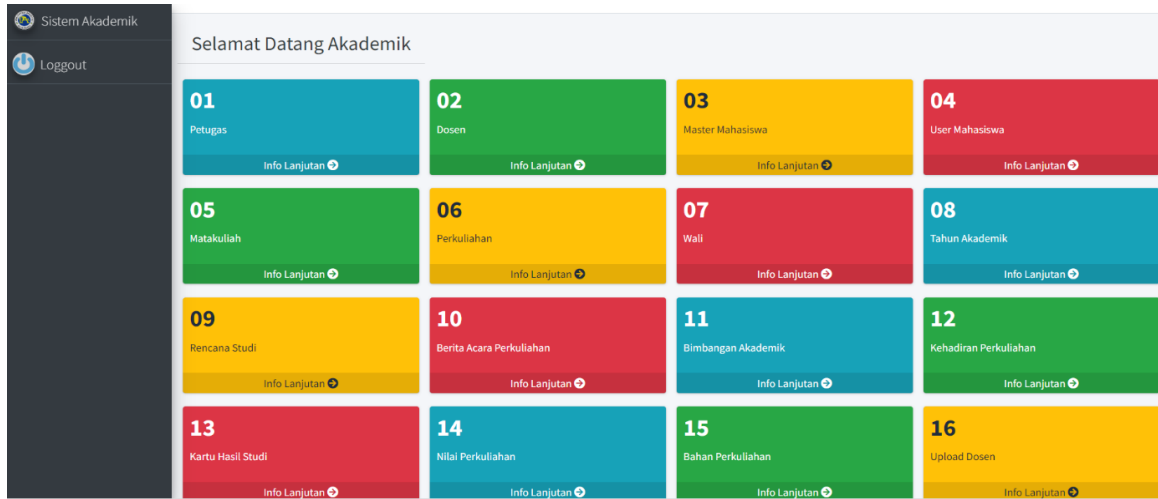 Sistem Akademik
Loggout
Selamat Datang Akademik
01
Petugas
Info Lanjutan
02
Dosen
Info Lanjutan
03
Master Mahasiswa
Info Lanjutan
04
User Mahasiswa
Info Lanjutan
05
Matakuliah
Info Lanjutan
06
Perkuliahan
Info Lanjutan
07
Wali
Info Lanjutan
08
Tahun Akademik
Info Lanjutan
09
Rencana Studi
Info Lanjutan
10
Berita Acara Perkuliahan
Info Lanjutan
11
Bimbangan Akademik
Info Lanjutan
12
Kehadiran Perkuliahan
Info Lanjutan
13
Kartu Hasil Studi
Info Lanjutan
14
Nilai Perkuliahan
Info Lanjutan
15
Bahan Perkuliahan
Info Lanjutan
16
Upload Dosen
Info Lanjutan